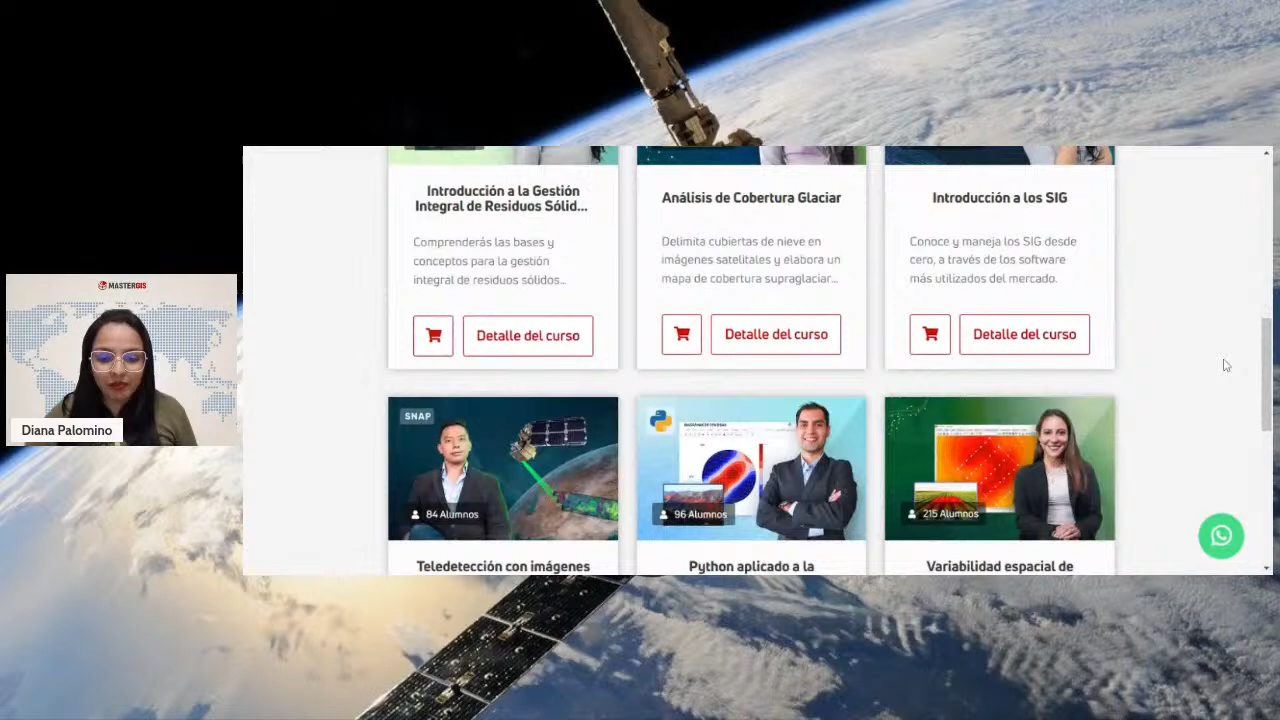 Introducción a la Gestión
Integral de Residuos Sólid...
Comprenderás las bases y
conceptos para la gestión
integral de residuos sólidos...
Detalle del curso
Análisis de Cobertura Glaciar
Delimita cubiertas de nieve en
imágenes satelitales y elabora un
mapa de cobertura supraglaciar...
Detalle del curso
Introducción a los SIG
Conoce y maneja los SIG desde
cero, a través de los software
más utilizados del mercado.
Detalle del curso
MASTERGIS
Diana Palomino
SNAP
84 Alumnos
Teledetección con imágenes
96 Alumnos
Python aplicado a la
215 Alumnos
Variabilidad espacial de